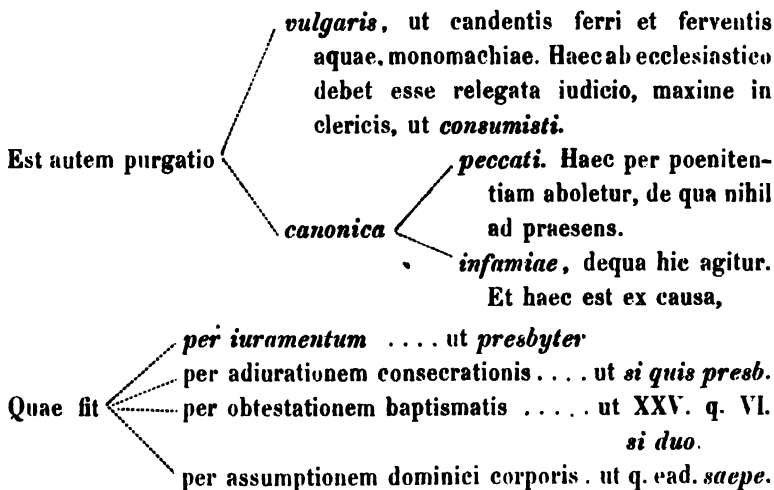 vulgaris, ut candentis ferri et ferventis
aquae, monomachiae. Haec ab ecclesiastico
debet esse relegata iudicio, maxime in
clericis, ut consumisti.
Est autem purgatio
peccati. Haec per poeniten-
tiam aboletur, de qua nihil
ad praesens.
canonica
infamiae, de qua hic agitur.
Et haec est ex causa,
per iuramentum .... ut presbyter
per adiurationem consecrationis .... ut si quis presb.
Quae fit per obtestationem baptismatis ..... ut XXV. q. VI.
si duo.
per assumptionem dominici corporis . ut q. ead. saepe.